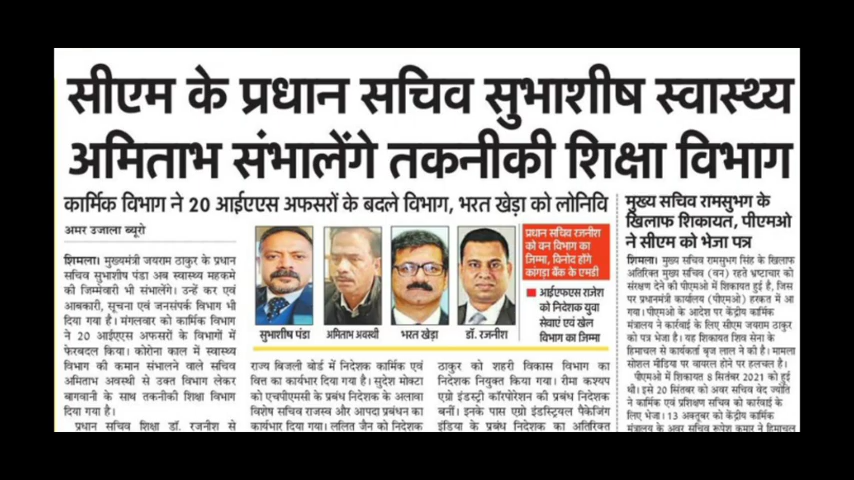 सीएम के प्रधान सचिव सुभाशीष स्वास्थ्य
अमिताभ संभालेंगे तकनीकी शिक्षा विभाग
कार्मिक विभाग ने 20 आईएएस अफसरों के बदले विभाग, भरत खेड़ा को लोनिवि
अमर उजाला ब्यूरो
शिमला। मुख्यमंत्री जयराम ठाकुर के प्रधान
सचिव सुभाशीष पंडा अब स्वास्थ्य महकमे
की जिम्मेवारी भी संभालेंगे। उन्हें कर एवं
आबकारी, सूचना एवं जनसंपर्क विभाग भी
दिया गया है। मंगलवार को कार्मिक विभाग
ने 20 आईएएस अफसरों के विभागों में
फेरबदल किया। कोरोना काल में स्वास्थ्य
विभाग की कमान संभालने वाले सचिव
अमिताभ अवस्थी से उक्त विभाग लेकर
बागवानी के साथ तकनीकी शिक्षा विभाग
दिया गया है।
प्रधान सचिव शिक्षा डॉ. रजनीश से
सुभाशीष पंडा
अमिताभ अवस्थी
भरत खेड़ा
डॉ. रजनीश
प्रधान सचिव रजनीश
को वन विभाग का
जिम्मा, विनोद होंगे
कांगड़ा बैंक के एमडी
आईएफएस राजेश
को निदेशक युवा
सेवाएं एवं खेल
विभाग का जिम्मा
राज्य बिजली बोर्ड में निदेशक कार्मिक एवं
वित्त का कार्यभार दिया गया है। सुदेश मोक्टा
को एचपीएमसी के प्रबंध निदेशक के अलावा
विशेष सचिव राजस्व और आपदा प्रबंधन का
कार्यभार दिया गया। ललित जैन को निदेशक
ठाकुर को शहरी विकास विभाग का
निदेशक नियुक्त किया गया। रीमा कश्यप
एग्रो इंडस्ट्री कॉरपोरेशन की प्रबंध निदेशक
बनीं। इनके पास एग्रो इंडस्ट्रियल पैकेजिंग
इंडिया के प्रबंध निदेशक का अतिरिक्त
मुख्य सचिव रामसुभग के
खिलाफ शिकायत, पीएमओ
ने सीएम को भेजा पत्र
शिमला। मुख्य सचिव रामसुभग सिंह के खिलाफ
अतिरिक्त मुख्य सचिव (वन) रहते भ्रष्टाचार को
संरक्षण देने की पीएमओ में शिकायत हुई है, जिस
पर प्रधानमंत्री कार्यालय (पीएमओ) हरकत में आ
गया। पीएमओ के आदेश पर केंद्रीय कार्मिक
मंत्रालय ने कार्रवाई के लिए सीएम जयराम ठाकुर
को पत्र भेजा है। यह शिकायत शिव सेना के
हिमाचल से कार्यकर्ता बृज लाल ने की है। मामला
सोशल मीडिया पर वायरल होने पर हलचल है।
पीएमओ में शिकायत 8 सितंबर 2021 को हुई
थी। इसे 20 सितंबर को अवर सचिव वेद ज्योति
ने कार्मिक एवं प्रशिक्षण सचिव को कार्रवाई के
लिए भेजा। 13 अक्तूबर को केंद्रीय कार्मिक
मंत्रालय के अवर सचिव रूपेश कुमार ने हिमाचल